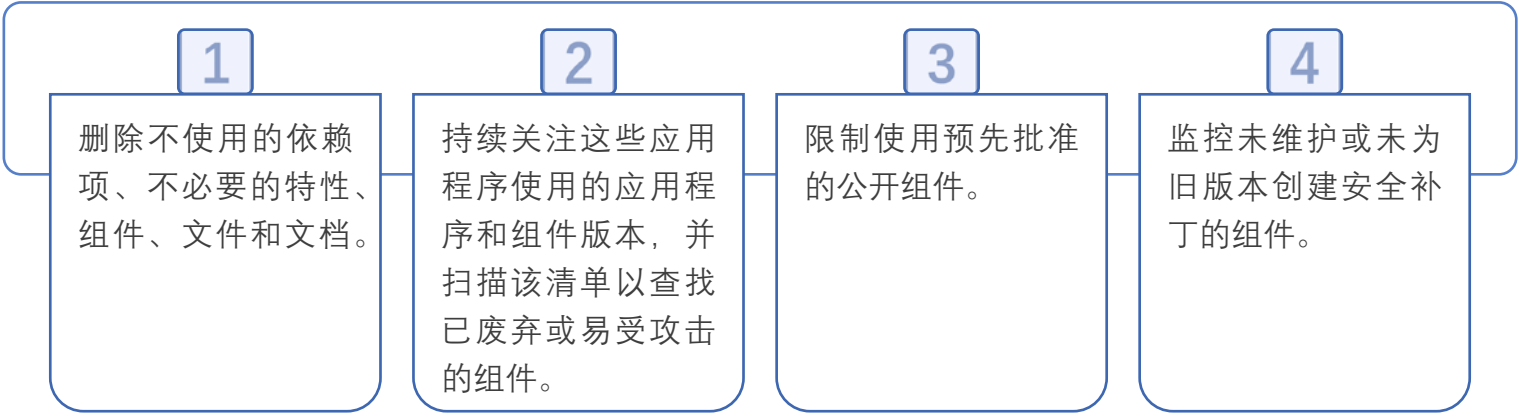 1
删除不使用的依赖
项、不必要的特性、
组件、文件和文档。
2
持续关注这些应用
程序使用的应用程
序和组件版本，并
扫描该清单以查找
已废弃或易受攻击
的组件。
3
限制使用预先批准
的公开组件。
4
监控未维护或未为
旧版本创建安全补
丁的组件。